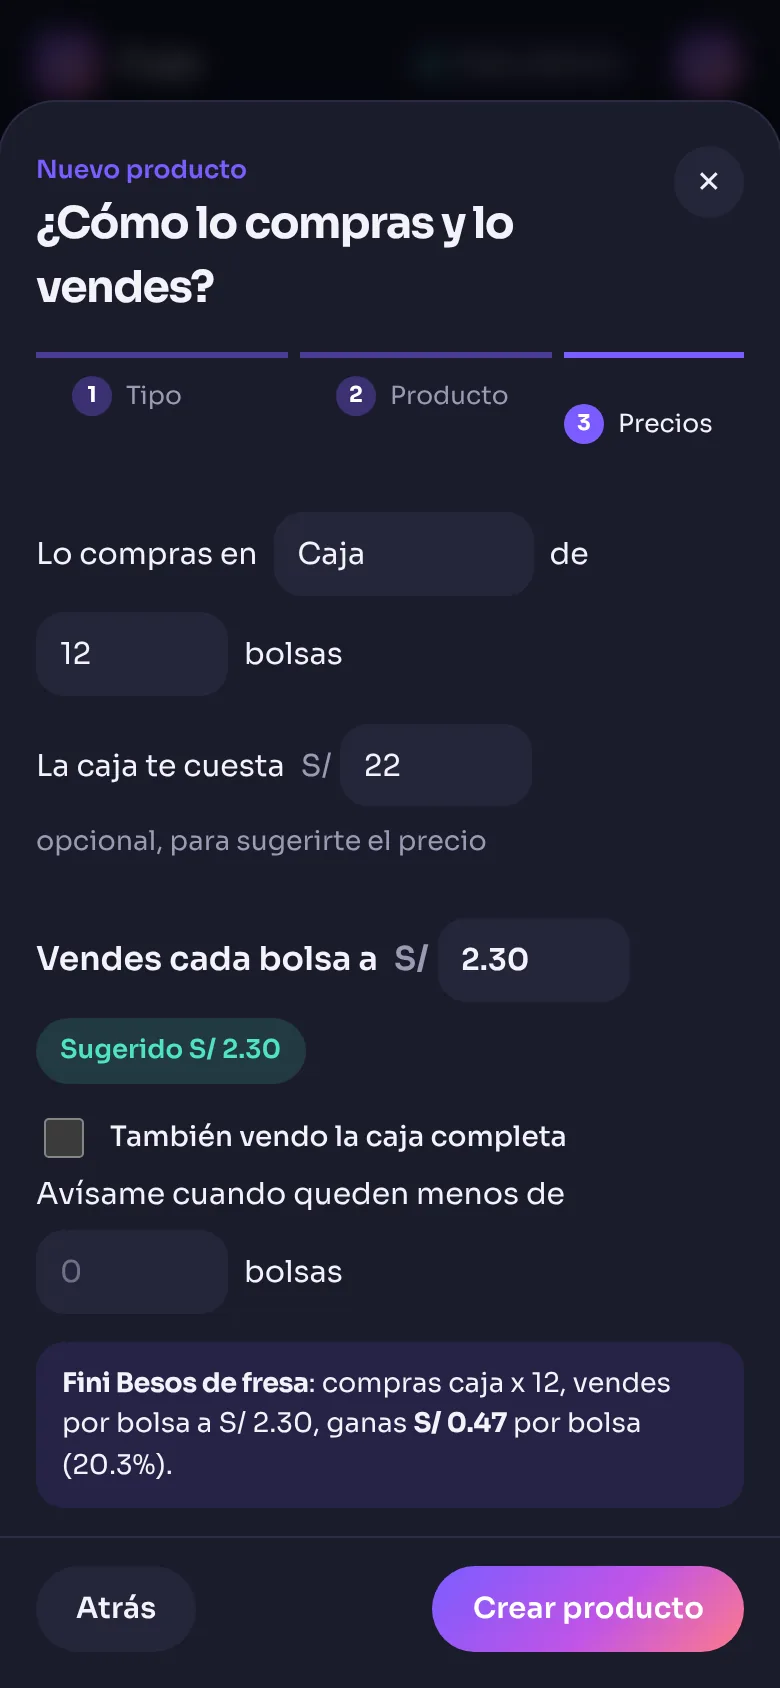 Nuevo producto
¿Cómo lo compras y lo
vendes?
×
1 Tipo
2 Producto
3 Precios
Lo compras en Caja de
12 bolsas
La caja te cuesta S/ 22
opcional, para sugerirte el precio
Vendes cada bolsa a S/ 2.30
Sugerido S/ 2.30
También vendo la caja completa
Avísame cuando queden menos de
0 bolsas
Fini Besos de fresa: compras caja x 12, vendes
por bolsa a S/ 2.30, ganas S/ 0.47 por bolsa
(20.3%).
Atrás
Crear producto